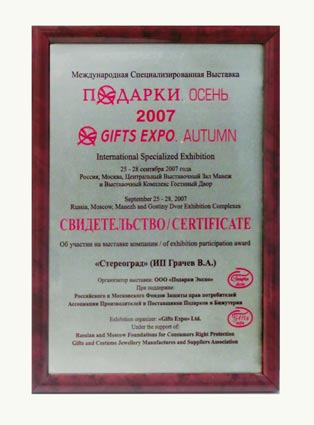 Международная Специализированная Выставка
ПОДАРКИ. ОСЕНЬ
2007
GIFTS EXPO. AUTUMN
International Specialized Exhibition
25 - 28 сентября 2007 года
Россия, Москва, Центральный Выставочный Зал Манеж
и Выставочный Комплекс Гостиный Двор
September 25 - 28, 2007
Russia, Moscow, Manezh and Gostiny Dvor Exhibition Complexes
СВИДЕТЕЛЬСТВО/CERTIFICATE
Об участии на выставке компании / of exhibition participation award
«Стереоград» (ИП Грачев В.А.)
Организатор выставки: ООО «Подарки Экспо»
При поддержке:
Российского и Московского Фондов Защиты прав потребителей
Ассоциации Производителей и Поставщиков Подарков и Бижутерии
Exhibition organizer: «Gifts Expo» Ltd.
Under the support of:
Russian and Moscow Foundations for Consumers Right Protection
Gifts and Costume Jewellery Manufactures and Suppliers Association